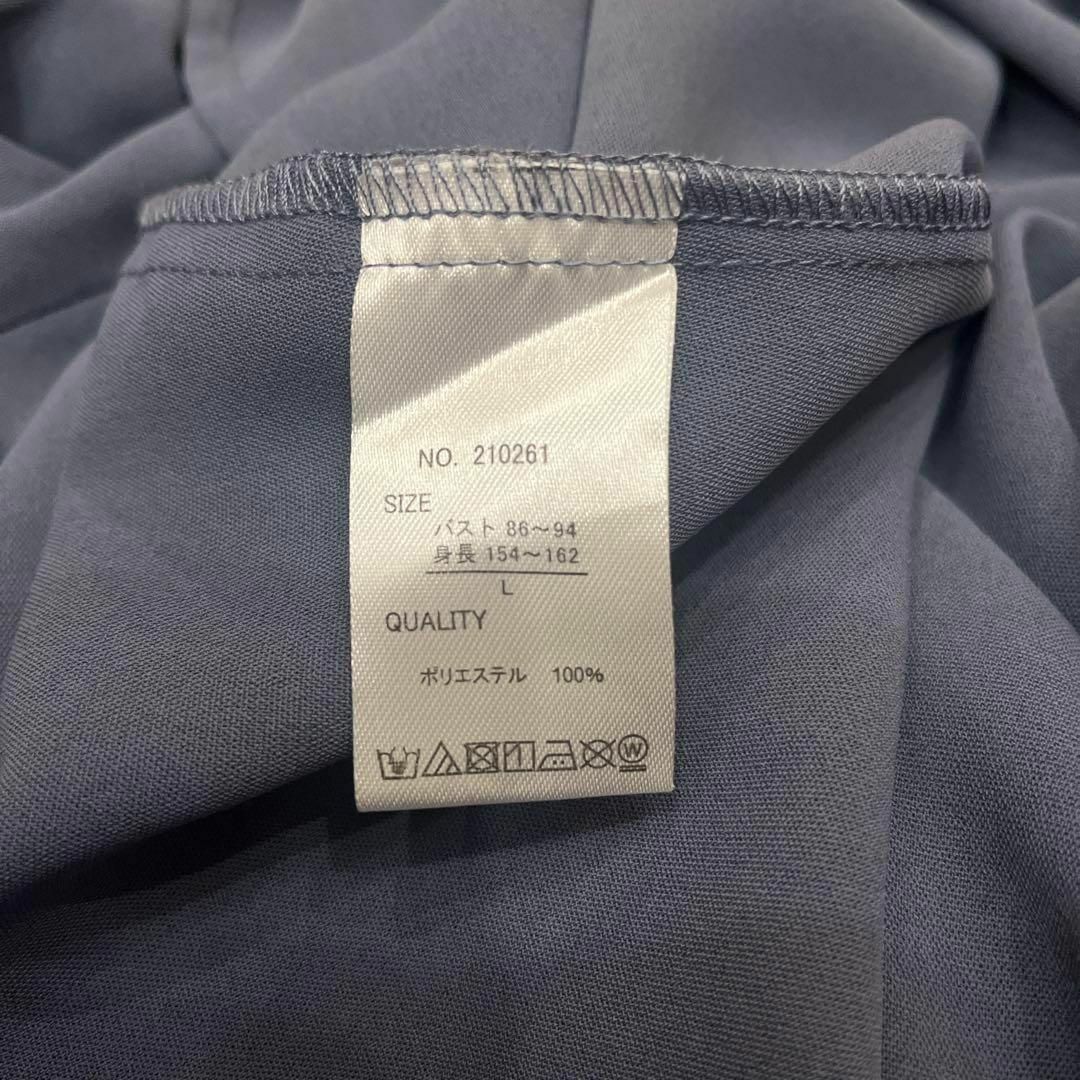 NO. 210261
SIZE
バスト 86～94
身長 154～162
L
QUALITY
ポリエステル 100%
W